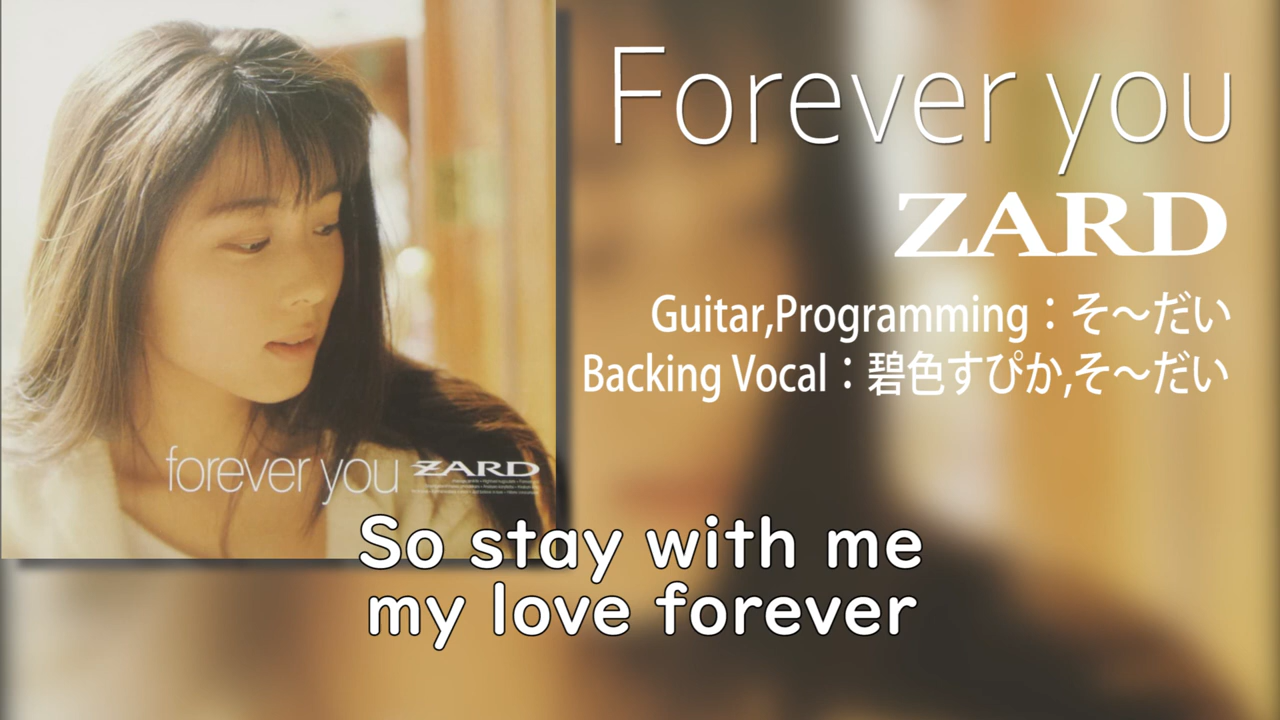 Forever you
ZARD
Guitar,Programming：そ～だい
Backing Vocal：碧色すぴか,そ～だい
forever you ZARD
So stay with me
my love forever